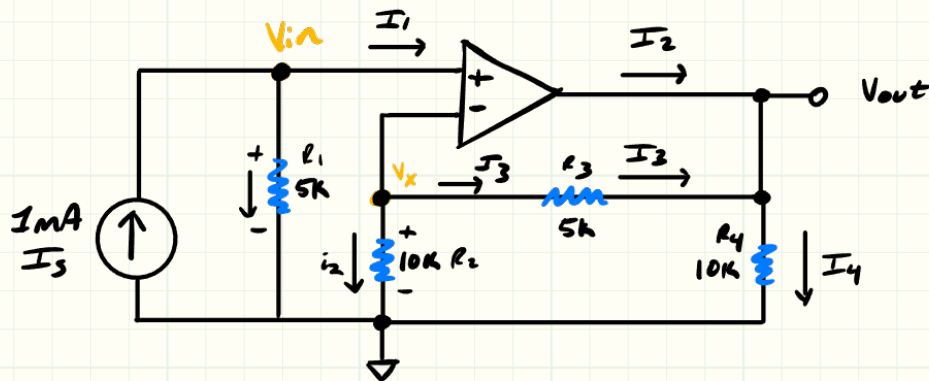 I1
Vin
I2
+
-
Vout
+
R1
5K
-
Vx
I3
R3
I3
5k
1mA
Is
i2
+
10K R2
-
R4
10K
I4